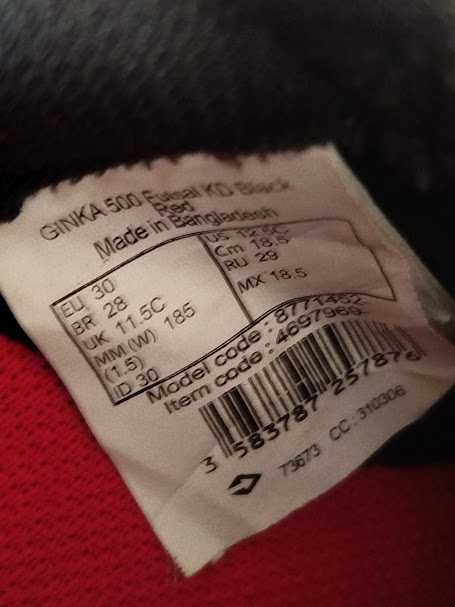 GINKA 500 Futsal KD Black
Red
Made in Bangladesh
EU 30
BR 28
UK 11.5C
MM(W) 185
(1.5)
ID 30
US 12.5C
Cm 18.5
RU 29
MX 18.5
Model code : 8771452
Item code : 4697969
3 583787 257876
73673 CC : 310306